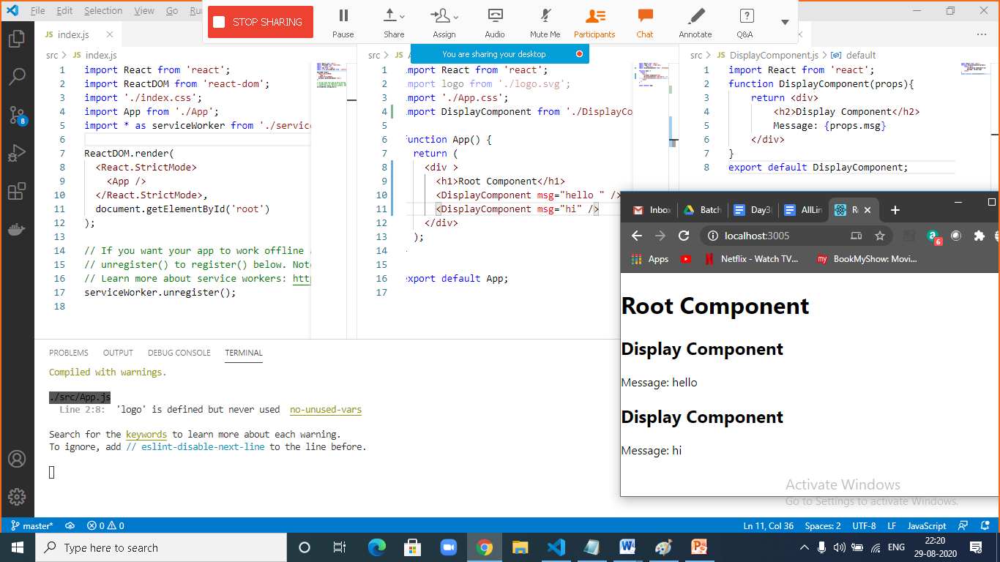 File Edit Selection View Go
STOP SHARING
Pause Share Assign Audio Mute Me Participants Chat Annotate Q&A
You are sharing your desktop
JS index.js
src > JS index.js
1 import React from 'react';
2 import ReactDOM from 'react-dom';
3 import './index.css';
4 import App from './App';
5 import * as serviceWorker from './service
6
7 ReactDOM.render(
8 <React.StrictMode>
9 <App />
10 </React.StrictMode>,
11 document.getElementById('root')
12 );
13
14 // If you want your app to work offline
15 // unregister() to register() below. Note
16 // Learn more about service workers: http
17 serviceWorker.unregister();
18
src > JS
1 import React from 'react';
2 import logo from './logo.svg';
3 import './App.css';
4 import DisplayComponent from './DisplayCo
5
6 function App() {
7 return (
8 <div >
9 <h1>Root Component</h1>
10 <DisplayComponent msg="hello " />
11 <DisplayComponent msg="hi" />
12 </div>
13 );
14
15
16 export default App;
17
src > JS DisplayComponent.js > default
1 import React from 'react';
2 function DisplayComponent(props){
3 return <div>
4 <h2>Display Component</h2>
5 Message: {props.msg}
6 </div>
7 }
8 export default DisplayComponent;
PROBLEMS OUTPUT DEBUG CONSOLE TERMINAL
Compiled with warnings.
./src/App.js
Line 2:8: 'logo' is defined but never used no-unused-vars
Search for the keywords to learn more about each warning.
To ignore, add // eslint-disable-next-line to the line before.
Inbox Batch Day3 AllLin R
localhost:3005
6
Apps Netflix - Watch TV... my BookMyShow: Movi...
Root Component
Display Component
Message: hello
Display Component
Message: hi
Activate Windows
Go to Settings to activate Windows.
8
master* 0 0 Ln 11, Col 36 Spaces: 2 UTF-8 LF JavaScript
Type here to search
ENG
22:20
29-08-2020